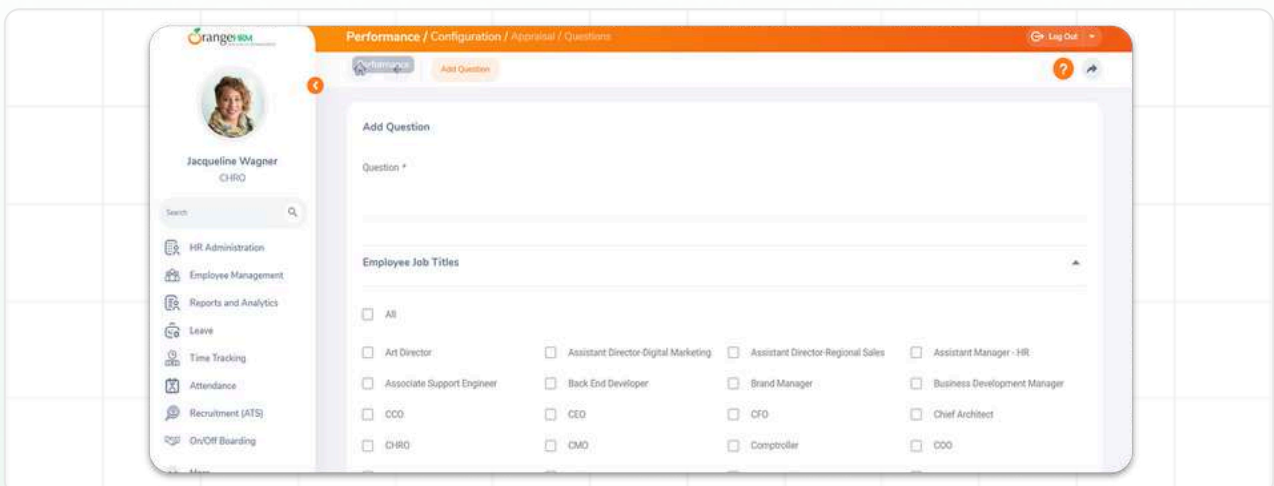 OrangeHRM
Performance / Configuration / Appraisal / Questions
Log Out
Performance
Add Question
?
Add Question
Question *
Jacqueline Wagner
CHRO
Search
HR Administration
Employee Management
Reports and Analytics
Leave
Time Tracking
Attendance
Recruitment (ATS)
On/Off Boarding
More
Employee Job Titles
All
Art Director
Assistant Director-Digital Marketing
Assistant Director-Regional Sales
Assistant Manager - HR
Associate Support Engineer
Back End Developer
Brand Manager
Business Development Manager
CCO
CEO
CFO
Chief Architect
CHRO
CMO
Comptroller
COO